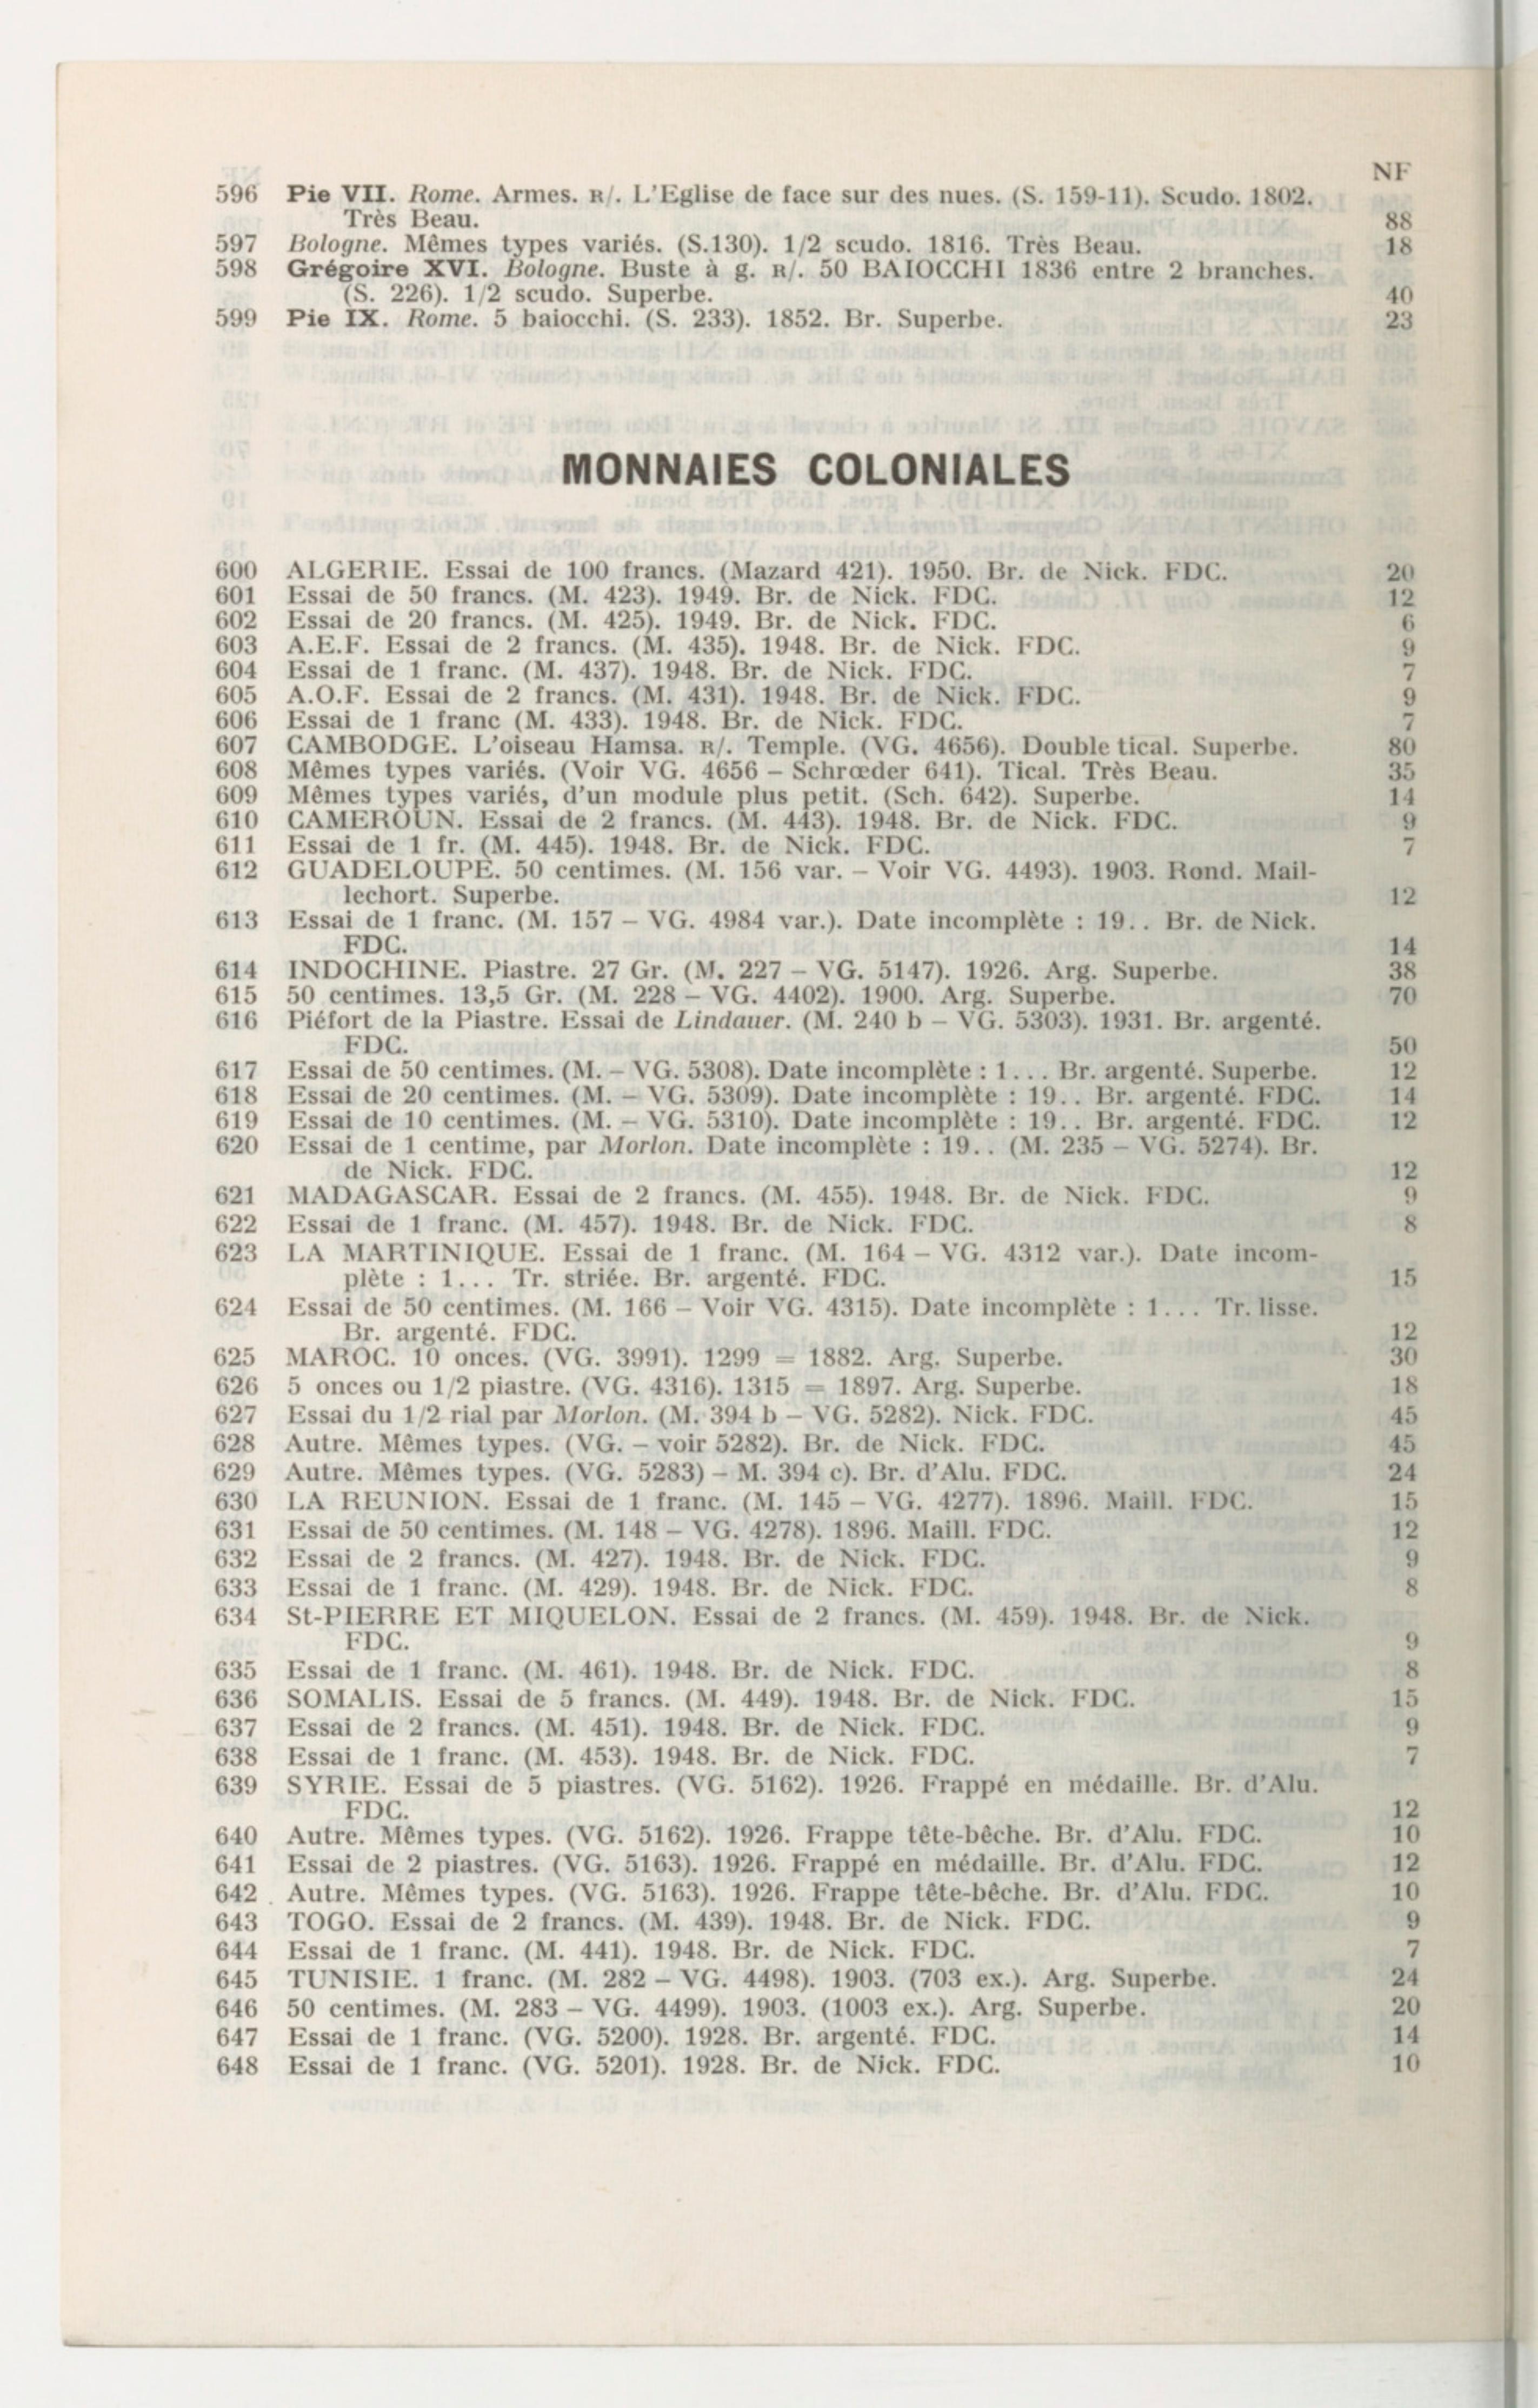 NF
596 Pie VII. Rome. Armes. R/. L'Eglise de face sur des nues. (S. 159-11). Scudo. 1802.
Très Beau. 88
597 Bologne. Mêmes types variés. (S.130). 1/2 scudo. 1816. Très Beau. 18
598 Grégoire XVI. Bologne. Buste à g. R/. 50 BAIOCCHI 1836 entre 2 branches.
(S. 226). 1/2 scudo. Superbe. 40
599 Pie IX. Rome. 5 baiocchi. (S. 233). 1852. Br. Superbe. 23
MONNAIES COLONIALES
600 ALGERIE. Essai de 100 francs. (Mazard 421). 1950. Br. de Nick. FDC. 20
601 Essai de 50 francs. (M. 423). 1949. Br. de Nick. FDC. 12
602 Essai de 20 francs. (M. 425). 1949. Br. de Nick. FDC. 6
603 A.E.F. Essai de 2 francs. (M. 435). 1948. Br. de Nick. FDC. 9
604 Essai de 1 franc. (M. 437). 1948. Br. de Nick. FDC. 7
605 A.O.F. Essai de 2 francs. (M. 431). 1948. Br. de Nick. FDC. 9
606 Essai de 1 franc (M. 433). 1948. Br. de Nick. FDC. 7
607 CAMBODGE. L'oiseau Hamsa. R/. Temple. (VG. 4656). Double tical. Superbe. 80
608 Mêmes types variés. (Voir VG. 4656 – Schrœder 641). Tical. Très Beau. 35
609 Mêmes types variés, d'un module plus petit. (Sch. 642). Superbe. 14
610 CAMEROUN. Essai de 2 francs. (M. 443). 1948. Br. de Nick. FDC. 9
611 Essai de 1 fr. (M. 445). 1948. Br. de Nick. FDC. 7
612 GUADELOUPE. 50 centimes. (M. 156 var. – Voir VG. 4493). 1903. Rond. Mail-
lechort. Superbe. 12
613 Essai de 1 franc. (M. 157 – VG. 4984 var.). Date incomplète : 19.. Br. de Nick.
FDC. 14
614 INDOCHINE. Piastre. 27 Gr. (M. 227 – VG. 5147). 1926. Arg. Superbe. 38
615 50 centimes. 13,5 Gr. (M. 228 – VG. 4402). 1900. Arg. Superbe. 70
616 Piéfort de la Piastre. Essai de Lindauer. (M. 240 b – VG. 5303). 1931. Br. argenté.
FDC. 50
617 Essai de 50 centimes. (M. – VG. 5308). Date incomplète : 1... Br. argenté. Superbe. 12
618 Essai de 20 centimes. (M. – VG. 5309). Date incomplète : 19.. Br. argenté. FDC. 14
619 Essai de 10 centimes. (M. – VG. 5310). Date incomplète : 19.. Br. argenté. FDC. 12
620 Essai de 1 centime, par Morlon. Date incomplète : 19.. (M. 235 – VG. 5274). Br.
de Nick. FDC. 12
621 MADAGASCAR. Essai de 2 francs. (M. 455). 1948. Br. de Nick. FDC. 9
622 Essai de 1 franc. (M. 457). 1948. Br. de Nick. FDC. 8
623 LA MARTINIQUE. Essai de 1 franc. (M. 164 – VG. 4312 var.). Date incom-
plète : 1... Tr. striée. Br. argenté. FDC. 15
624 Essai de 50 centimes. (M. 166 – Voir VG. 4315). Date incomplète : 1... Tr. lisse.
Br. argenté. FDC. 12
625 MAROC. 10 onces. (VG. 3991). 1299 = 1882. Arg. Superbe. 30
626 5 onces ou 1/2 piastre. (VG. 4316). 1315 = 1897. Arg. Superbe. 18
627 Essai du 1/2 rial par Morlon. (M. 394 b – VG. 5282). Nick. FDC. 45
628 Autre. Mêmes types. (VG. – voir 5282). Br. de Nick. FDC. 45
629 Autre. Mêmes types. (VG. 5283) – M. 394 c). Br. d'Alu. FDC. 24
630 LA REUNION. Essai de 1 franc. (M. 145 – VG. 4277). 1896. Maill. FDC. 15
631 Essai de 50 centimes. (M. 148 – VG. 4278). 1896. Maill. FDC. 12
632 Essai de 2 francs. (M. 427). 1948. Br. de Nick. FDC. 9
633 Essai de 1 franc. (M. 429). 1948. Br. de Nick. FDC. 8
634 St-PIERRE ET MIQUELON. Essai de 2 francs. (M. 459). 1948. Br. de Nick.
FDC. 9
635 Essai de 1 franc. (M. 461). 1948. Br. de Nick. FDC. 8
636 SOMALIS. Essai de 5 francs. (M. 449). 1948. Br. de Nick. FDC. 15
637 Essai de 2 francs. (M. 451). 1948. Br. de Nick. FDC. 9
638 Essai de 1 franc. (M. 453). 1948. Br. de Nick. FDC. 7
639 SYRIE. Essai de 5 piastres. (VG. 5162). 1926. Frappé en médaille. Br. d'Alu.
FDC. 12
640 Autre. Mêmes types. (VG. 5162). 1926. Frappe tête-bêche. Br. d'Alu. FDC. 10
641 Essai de 2 piastres. (VG. 5163). 1926. Frappé en médaille. Br. d'Alu. FDC. 12
642 . Autre. Mêmes types. (VG. 5163). 1926. Frappe tête-bêche. Br. d'Alu. FDC. 10
643 TOGO. Essai de 2 francs. (M. 439). 1948. Br. de Nick. FDC. 9
644 Essai de 1 franc. (M. 441). 1948. Br. de Nick. FDC. 7
645 TUNISIE. 1 franc. (M. 282 – VG. 4498). 1903. (703 ex.). Arg. Superbe. 24
646 50 centimes. (M. 283 – VG. 4499). 1903. (1003 ex.). Arg. Superbe. 20
647 Essai de 1 franc. (VG. 5200). 1928. Br. argenté. FDC. 14
648 Essai de 1 franc. (VG. 5201). 1928. Br. de Nick. FDC. 10